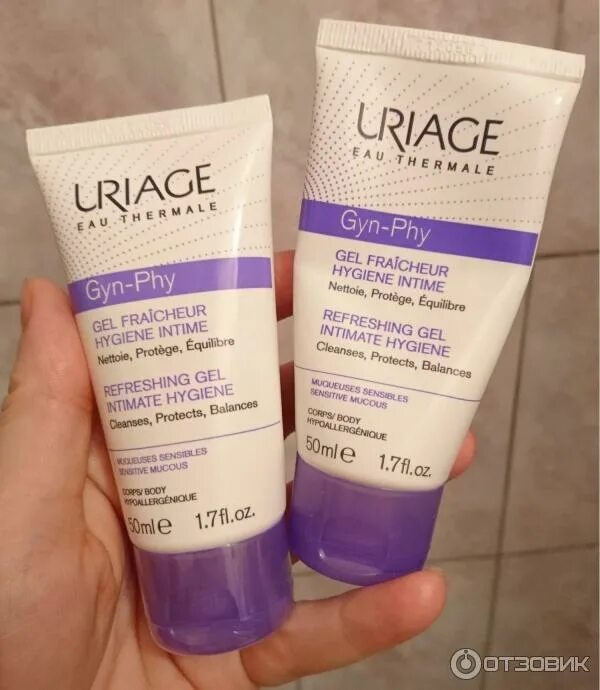 URIAGE
EAU THERMALE
Gyn-Phy
GEL FRAÎCHEUR
HYGIENE INTIME
Nettoie, Protège, Équilibre
REFRESHING GEL
INTIMATE HYGIENE
Cleanses, Protects, Balances
MUQUEUSES SENSIBLES
SENSITIVE MUCOUS
CORPS/ BODY
HYPOALLERGÉNIQUE
50ml e 1.7fl.oz.
URIAGE
EAU THERMALE
Gyn-Phy
GEL FRAÎCHEUR
HYGIENE INTIME
Nettoie, Protège, Équilibre
REFRESHING GEL
INTIMATE HYGIENE
Cleanses, Protects, Balances
MUQUEUSES SENSIBLES
SENSITIVE MUCOUS
CORPS/ BODY
HYPOALLERGÉNIQUE
50ml e 1.7fl.oz.
ОТЗОВИК